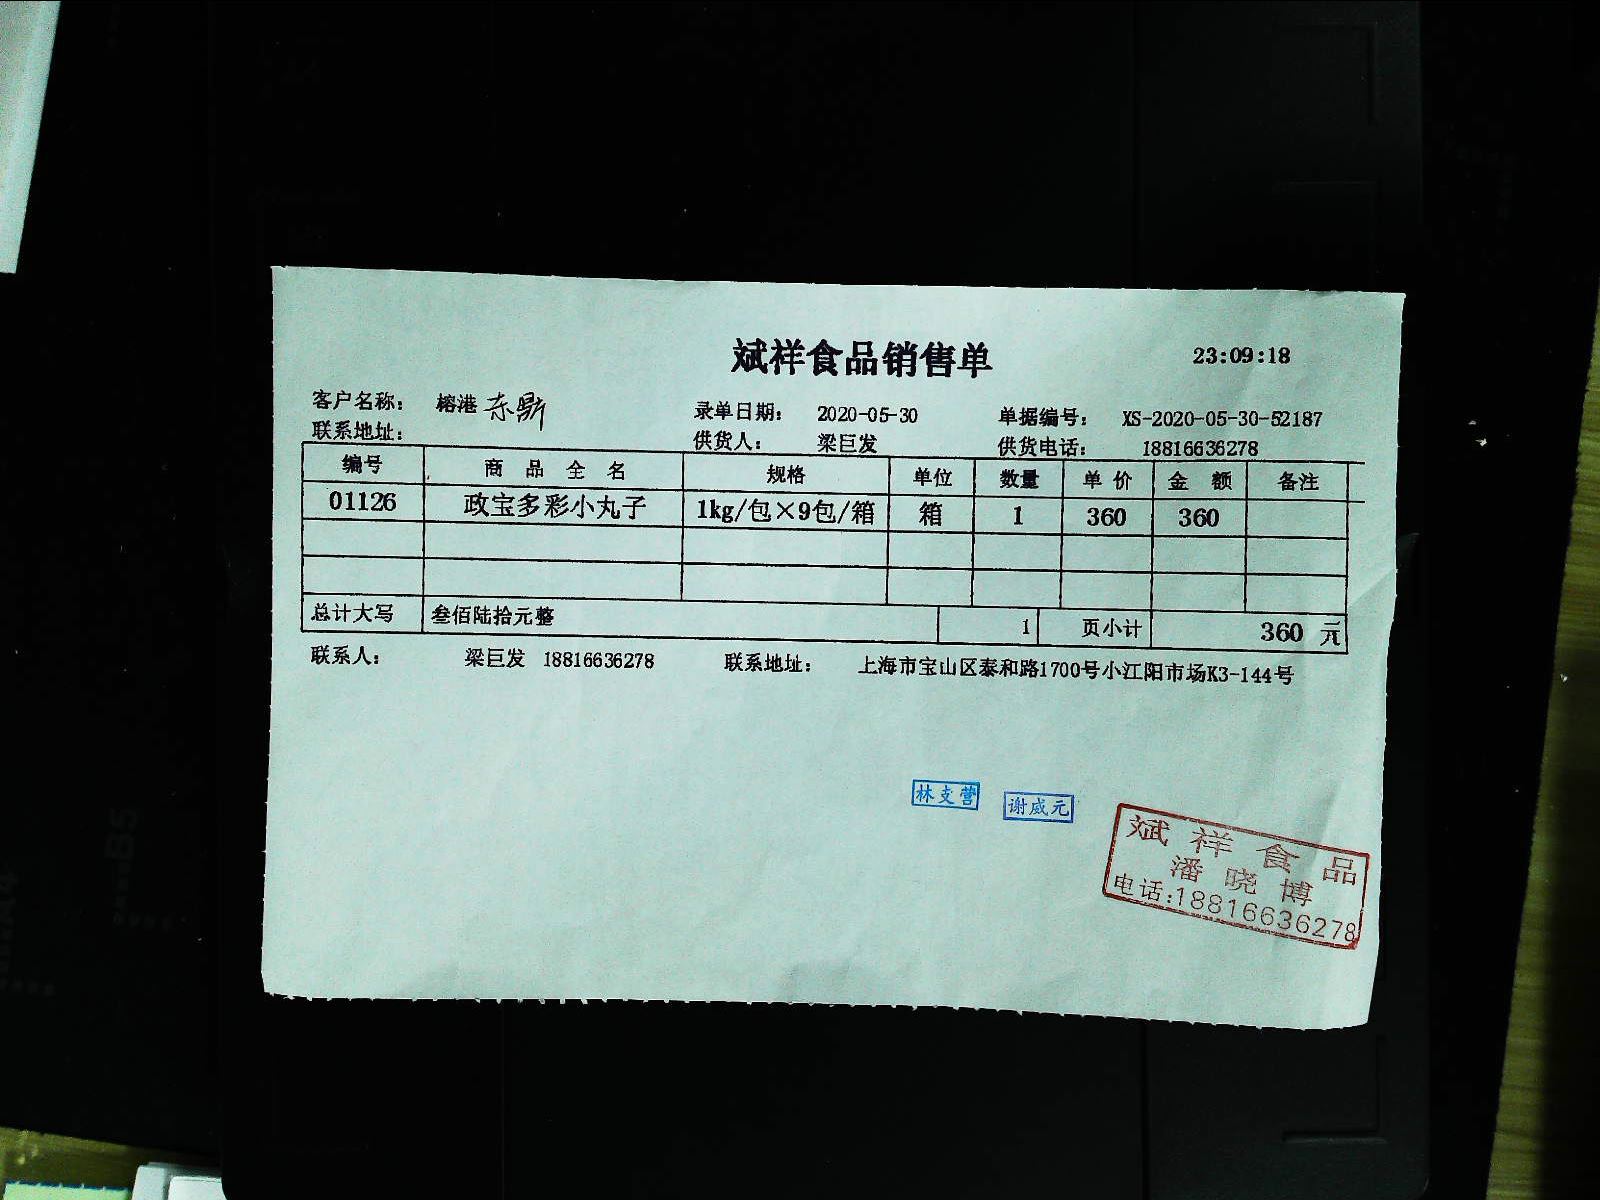 斌祥食品销售单 23:09:18
客户名称： 榕港 东鼎 录单日期： 2020-05-30 单据编号： XS-2020-05-30-52187
联系地址： 供货人： 梁巨发 供货电话： 18816636278
编号 商品全名 规格 单位 数量 单价 金额 备注
01126 政宝多彩小丸子 1kg/包×9包/箱 箱 1 360 360
总计大写 叁佰陆拾元整 1 页小计 360 元
联系人： 梁巨发 18816636278 联系地址： 上海市宝山区泰和路1700号小江阳市场K3-144号
林支营 谢威元
斌祥食品
潘晓博
电话:18816636278
B5
A4